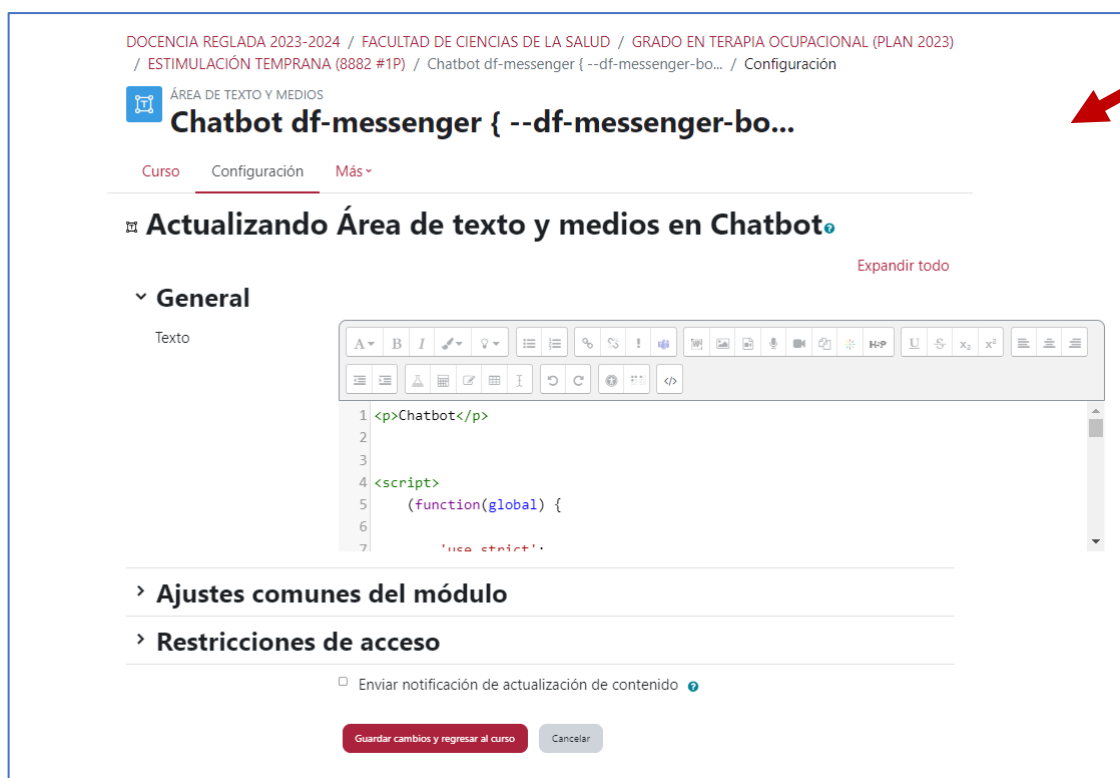 DOCENCIA REGLADA 2023-2024 / FACULTAD DE CIENCIAS DE LA SALUD / GRADO EN TERAPIA OCUPACIONAL (PLAN 2023)
/ ESTIMULACIÓN TEMPRANA (8882 #1P) / Chatbot df-messenger { --df-messenger-bo... / Configuración
ÁREA DE TEXTO Y MEDIOS
Chatbot df-messenger { --df-messenger-bo...
Curso Configuración Más
Actualizando Área de texto y medios en Chatbot
Expandir todo
General
Texto
A B I
H-P U S x₂ x²
</>
1 <p>Chatbot</p>
2
3
4 <script>
5 (function(global) {
6
7 'use strict';
Ajustes comunes del módulo
Restricciones de acceso
Enviar notificación de actualización de contenido
Guardar cambios y regresar al curso Cancelar